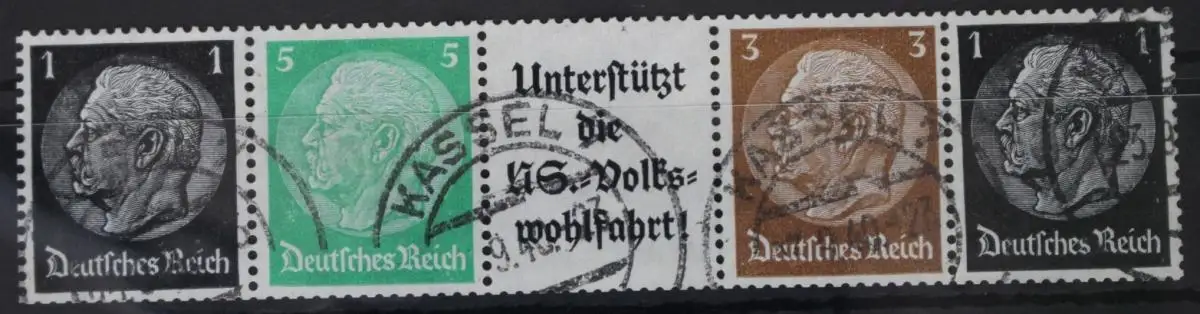 1 1
Deutsches Reich
5 5
Deutsches Reich
Unterstützt
die
NS.-Volks-
wohlfahrt!
3 3
Deutsches Reich
1 1
Deutsches Reich
KASSEL
KASSEL